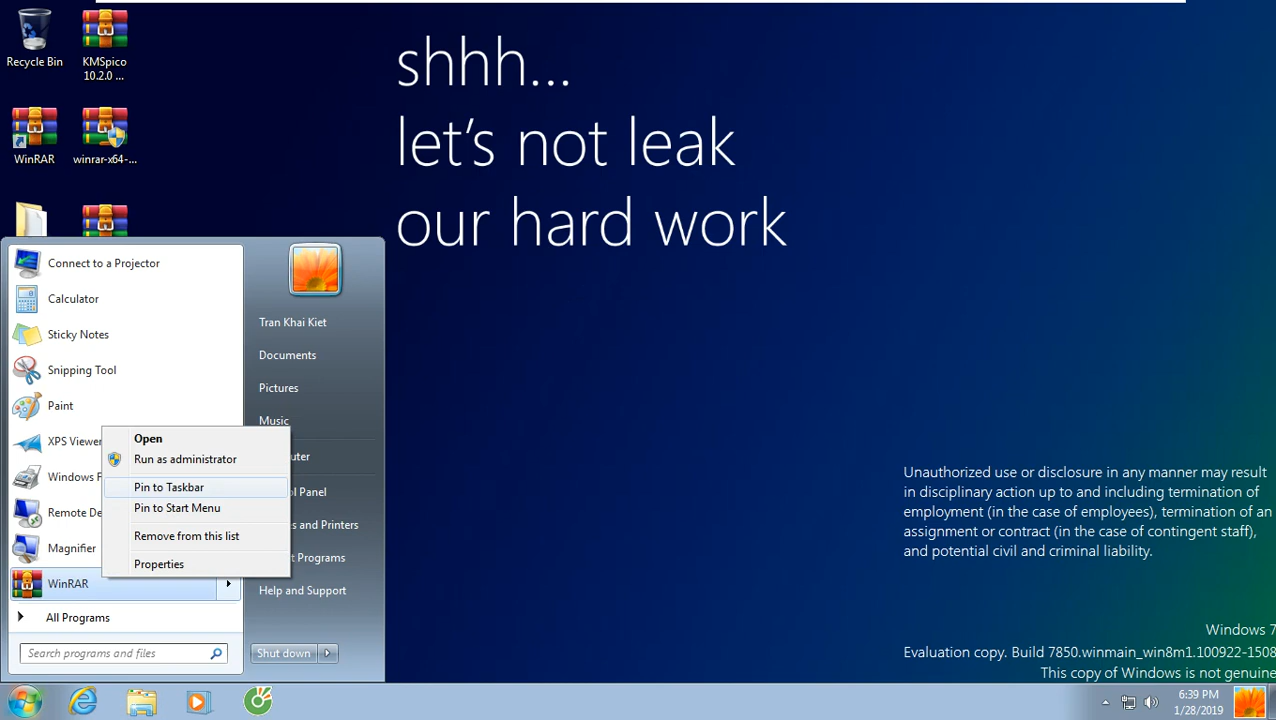 Recycle Bin
KMSpico
10.2.0 ...
WinRAR
winrar-x64-...
shhh...
let's not leak
our hard work
Connect to a Projector
Calculator
Sticky Notes
Snipping Tool
Paint
XPS Viewer
Windows F
Remote De
Magnifier
WinRAR
All Programs
Search programs and files
Tran Khai Kiet
Documents
Pictures
Music
uter
ol Panel
s and Printers
t Programs
Help and Support
Shut down
Open
Run as administrator
Pin to Taskbar
Pin to Start Menu
Remove from this list
Properties
Unauthorized use or disclosure in any manner may result
in disciplinary action up to and including termination of
employment (in the case of employees), termination of an
assignment or contract (in the case of contingent staff),
and potential civil and criminal liability.
Windows 7
Evaluation copy. Build 7850.winmain_win8m1.100922-1508
This copy of Windows is not genuine
6:39 PM
1/28/2019